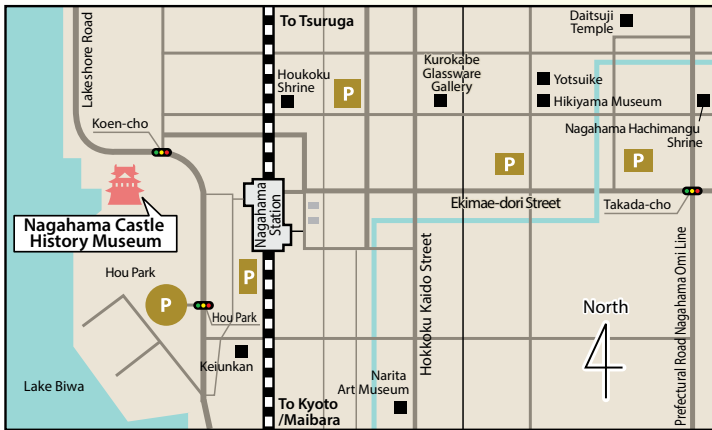 To Tsuruga
Daitsuji
Temple
Lakeshore Road
Houkoku
Shrine
P
Kurokabe
Glassware
Gallery
Yotsuike
Hikiyama Museum
Koen-cho
Nagahama Hachimangu
Shrine
P
P
Nagahama Castle
History Museum
Nagahama
Station
Ekimae-dori Street
Takada-cho
Hou Park
P
P
Hou Park
Hokkoku Kaido Street
North
Prefectural Road Nagahama Omi Line
Keiunkan
Lake Biwa
Narita
Art Museum
To Kyoto
/Maibara